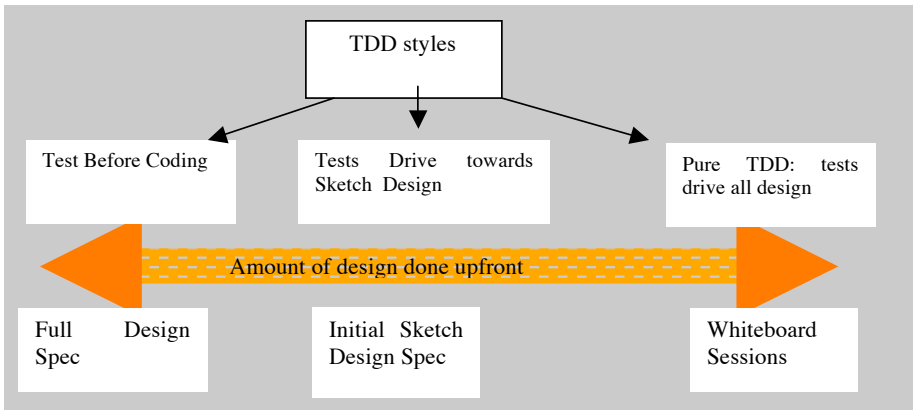 TDD styles
Test Before Coding
Tests Drive towards
Sketch Design
Pure TDD: tests
drive all design
Amount of design done upfront
Full Design
Spec
Initial Sketch
Design Spec
Whiteboard
Sessions